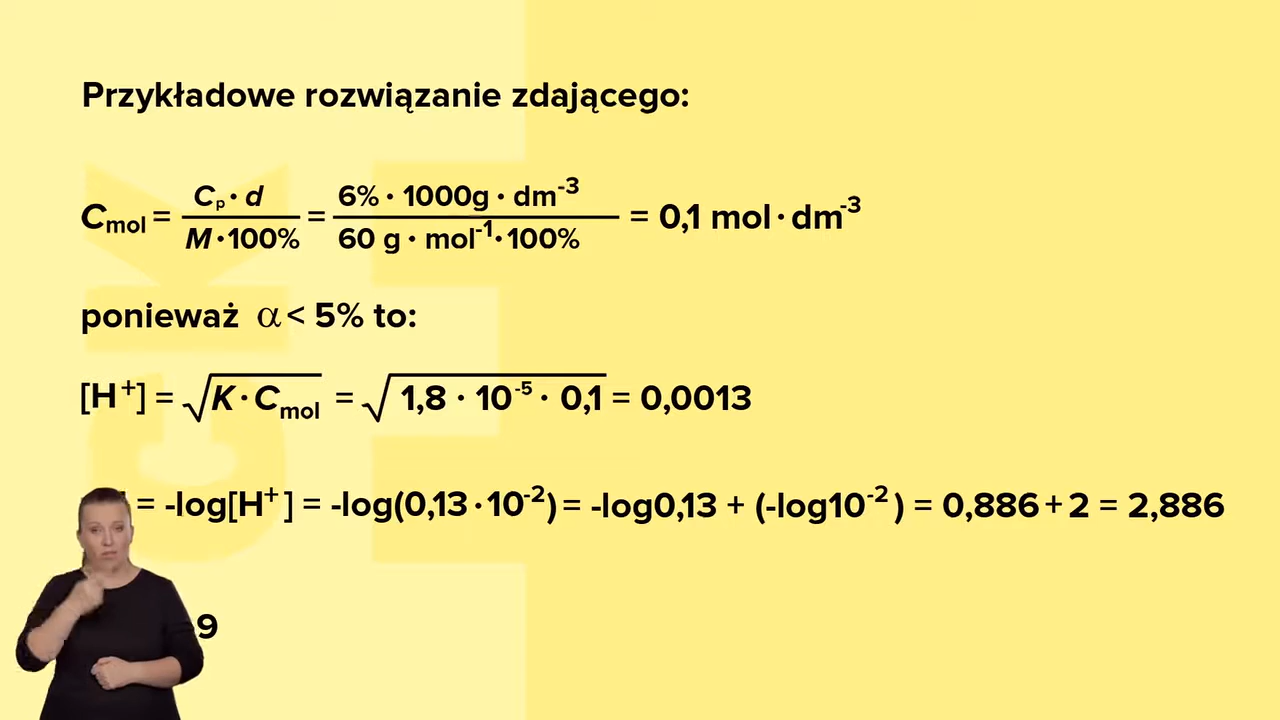 Przykładowe rozwiązanie zdającego:
Cmol = Cₚ · d / M · 100% = 6% · 1000g · dm⁻³ / 60 g · mol⁻¹ · 100% = 0,1 mol · dm⁻³
ponieważ α < 5% to:
[H⁺] = √K · Cmol = √1,8 · 10⁻⁵ · 0,1 = 0,0013
= -log[H⁺] = -log(0,13 · 10⁻²) = -log0,13 + (-log10⁻²) = 0,886 + 2 = 2,886
9